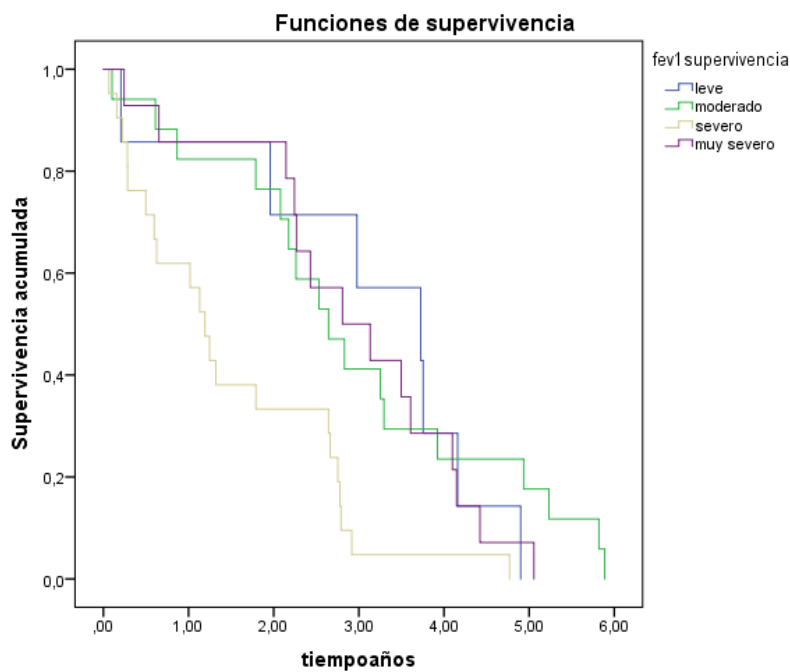 Funciones de supervivencia
fev1supervivencia
leve
moderado
severo
muy severo
Supervivencia acumulada
1,0
0,8
0,6
0,4
0,2
0,0
,00
1,00
2,00
3,00
4,00
5,00
6,00
tiempoaños